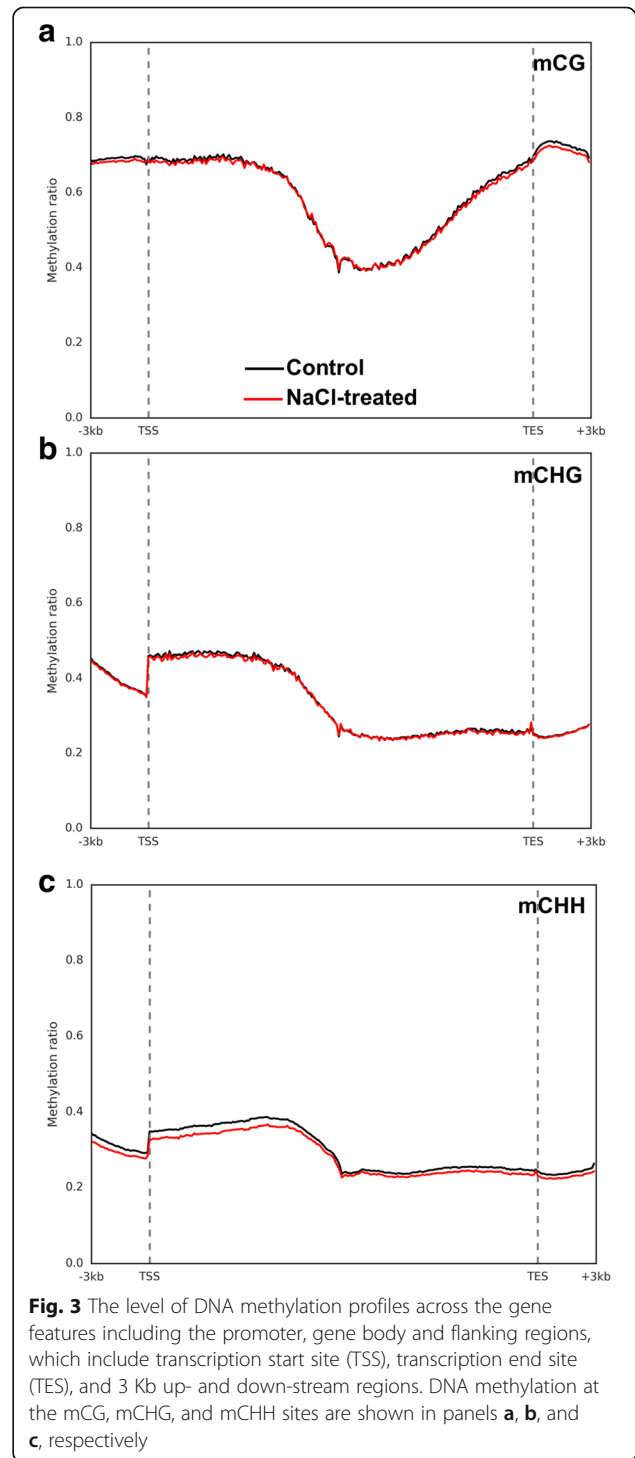 a
mCG
1.0
0.8
0.6
0.4
0.2
0.0
Methylation ratio
Control
NaCl-treated
-3kb TSS TES +3kb
b
mCHG
1.0
0.8
0.6
0.4
0.2
0.0
Methylation ratio
-3kb TSS TES +3kb
c
mCHH
1.0
0.8
0.6
0.4
0.2
0.0
Methylation ratio
-3kb TSS TES +3kb
Fig. 3 The level of DNA methylation profiles across the gene
features including the promoter, gene body and flanking regions,
which include transcription start site (TSS), transcription end site
(TES), and 3 Kb up- and down-stream regions. DNA methylation at
the mCG, mCHG, and mCHH sites are shown in panels a, b, and
c, respectively